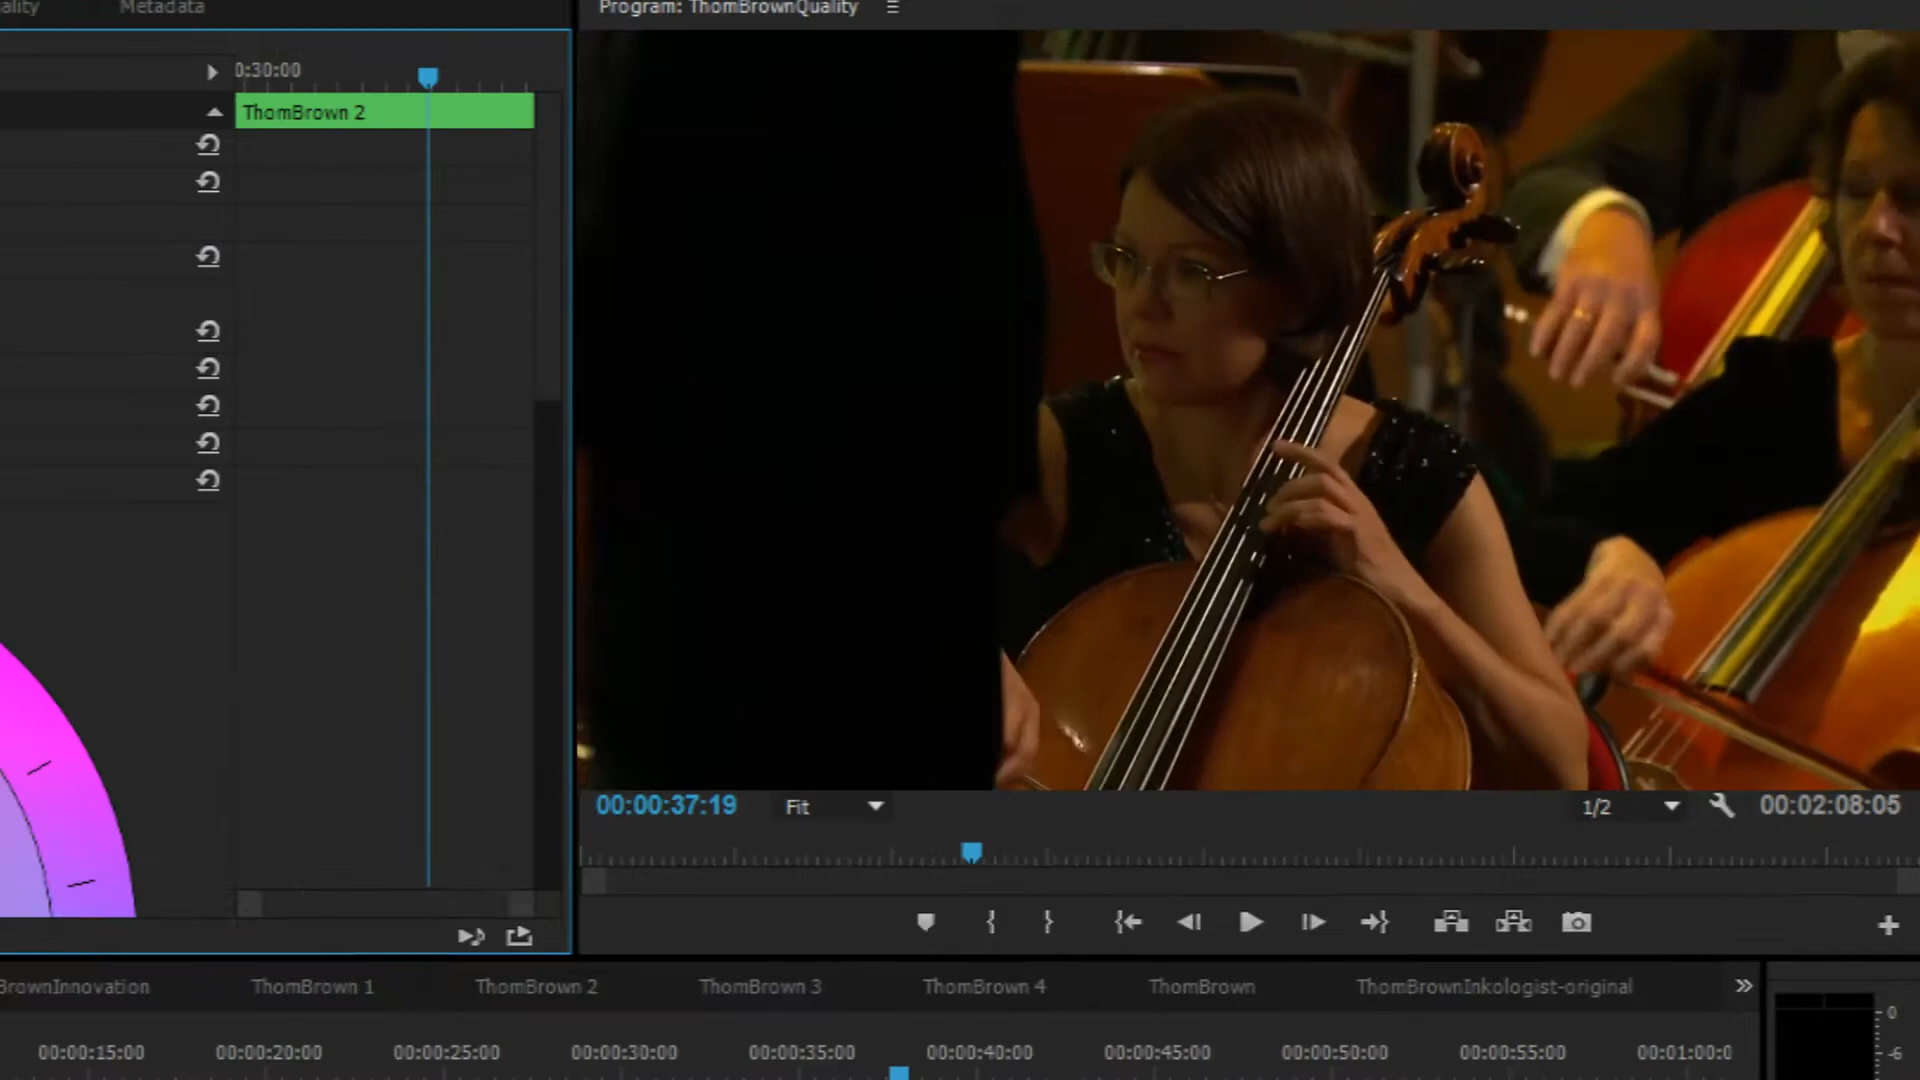 ality
Metadata
Program: ThomBrownQuality
0:30:00
ThomBrown 2
00:00:37:19
Fit
1/2
00:02:08:05
BrownInnovation
ThomBrown 1
ThomBrown 2
ThomBrown 3
ThomBrown 4
ThomBrown
ThomBrownInkologist-original
00:00:15:00
00:00:20:00
00:00:25:00
00:00:30:00
00:00:35:00
00:00:40:00
00:00:45:00
00:00:50:00
00:00:55:00
00:01:00:0
0
-6